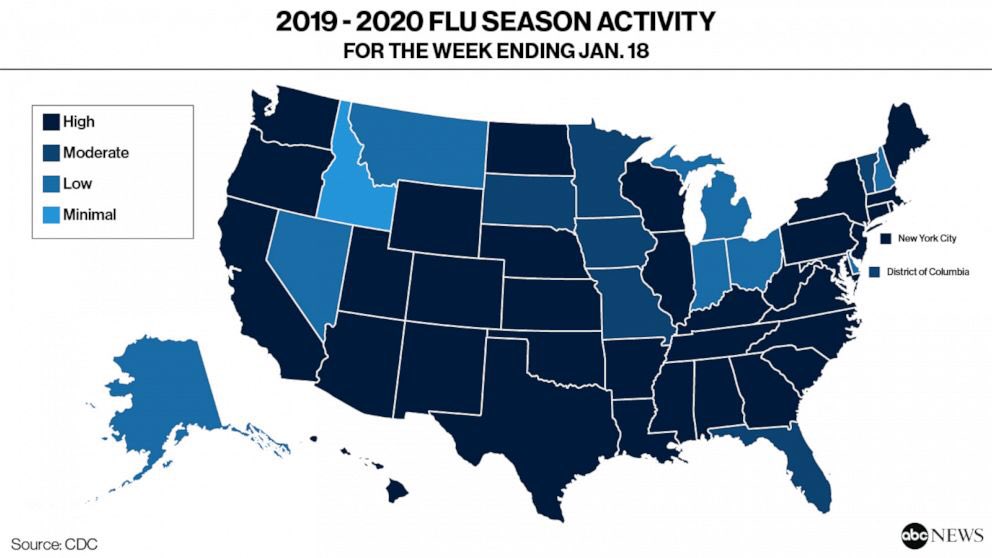 2019 - 2020 FLU SEASON ACTIVITY
FOR THE WEEK ENDING JAN. 18
High
Moderate
Low
Minimal
New York City
District of Columbia
Source: CDC
abc NEWS